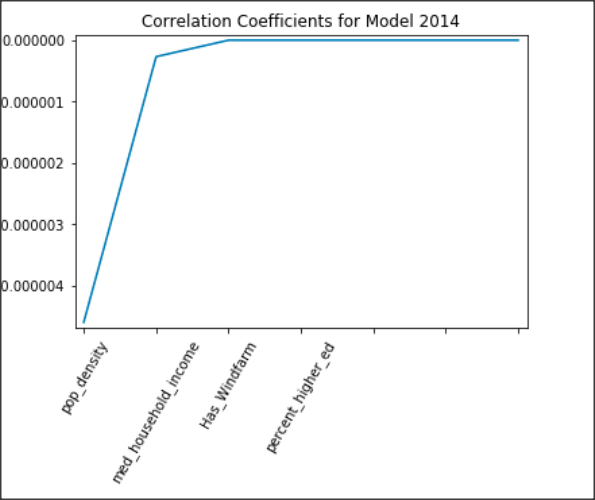 Correlation Coefficients for Model 2014
0.000000
0.000001
0.000002
0.000003
0.000004
pop_density
med_household_income
Has_Windfarm
percent_higher_ed